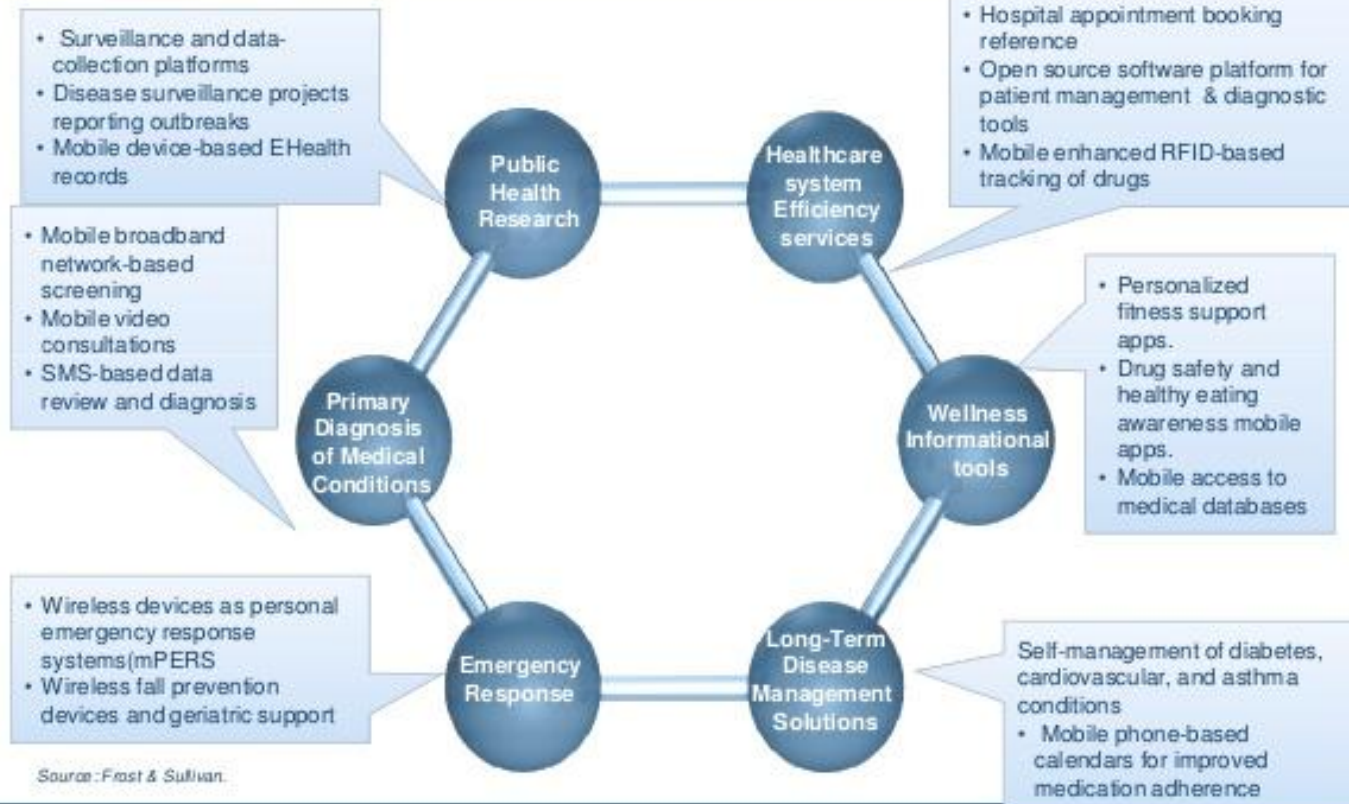 • Surveillance and data-
collection platforms
• Disease surveillance projects
reporting outbreaks
• Mobile device-based EHealth
records
• Hospital appointment booking
reference
• Open source software platform for
patient management & diagnostic
tools
• Mobile enhanced RFID-based
tracking of drugs
Public
Health
Research
Healthcare
system
Efficiency
services
• Mobile broadband
network-based
screening
• Mobile video
consultations
• SMS-based data
review and diagnosis
• Personalized
fitness support
apps.
• Drug safety and
healthy eating
awareness mobile
apps.
• Mobile access to
medical databases
Primary
Diagnosis
of Medical
Conditions
Wellness
Informational
tools
• Wireless devices as personal
emergency response
systems(mPERS
• Wireless fall prevention
devices and geriatric support
Emergency
Response
Long-Term
Disease
Management
Solutions
Self-management of diabetes,
cardiovascular, and asthma
conditions
• Mobile phone-based
calendars for improved
medication adherence
Source: Frost & Sullivan.